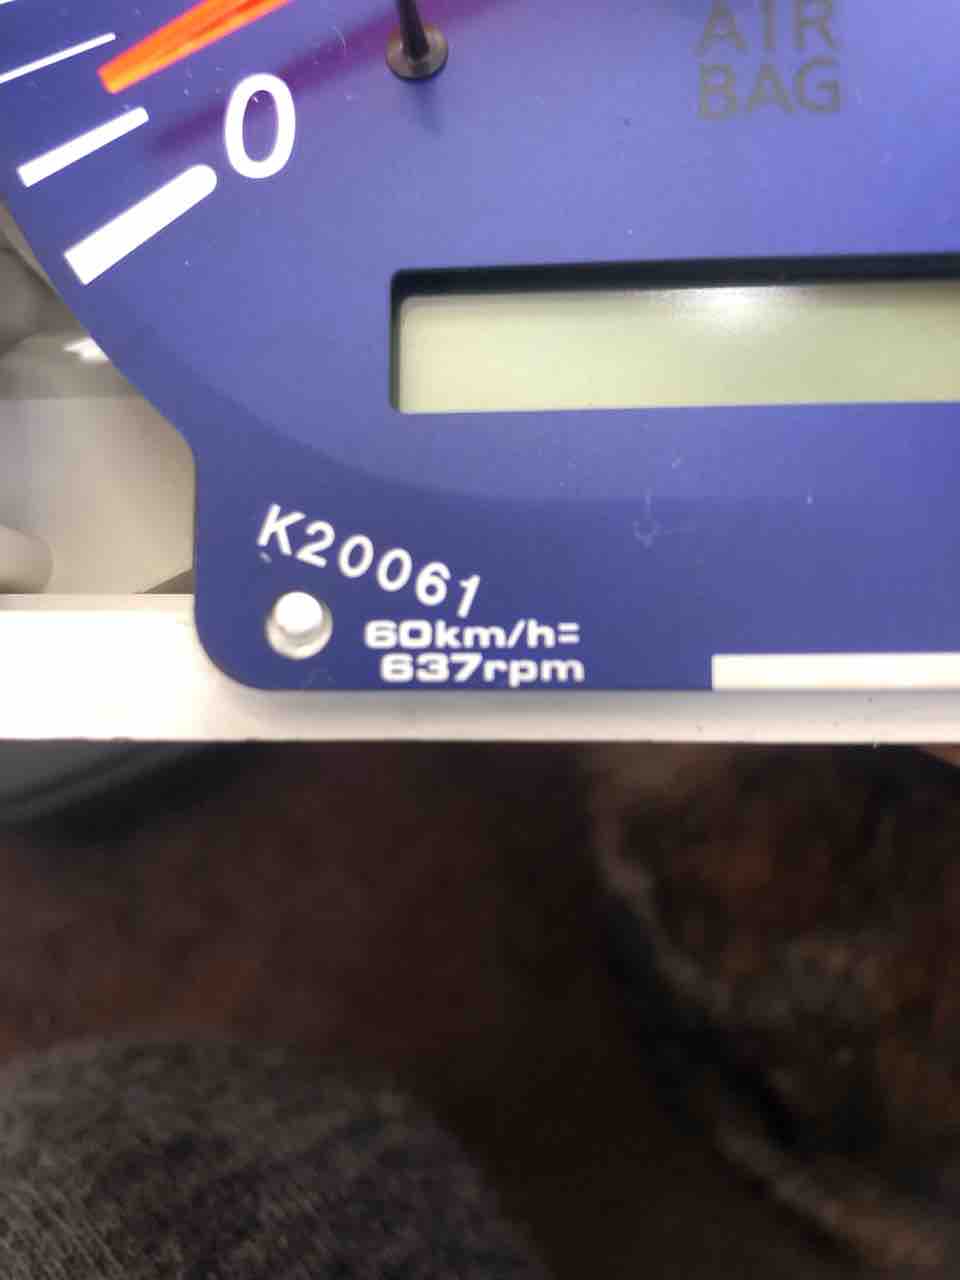 AIR
BAG
0
K20061
60km/h=
637rpm